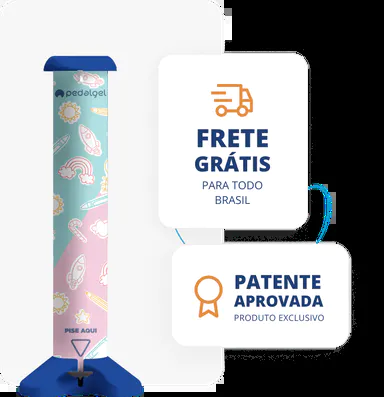 pedalgel
FRETE
GRÁTIS
PARA TODO
BRASIL
PATENTE
APROVADA
PRODUTO EXCLUSIVO
PISE AQUI